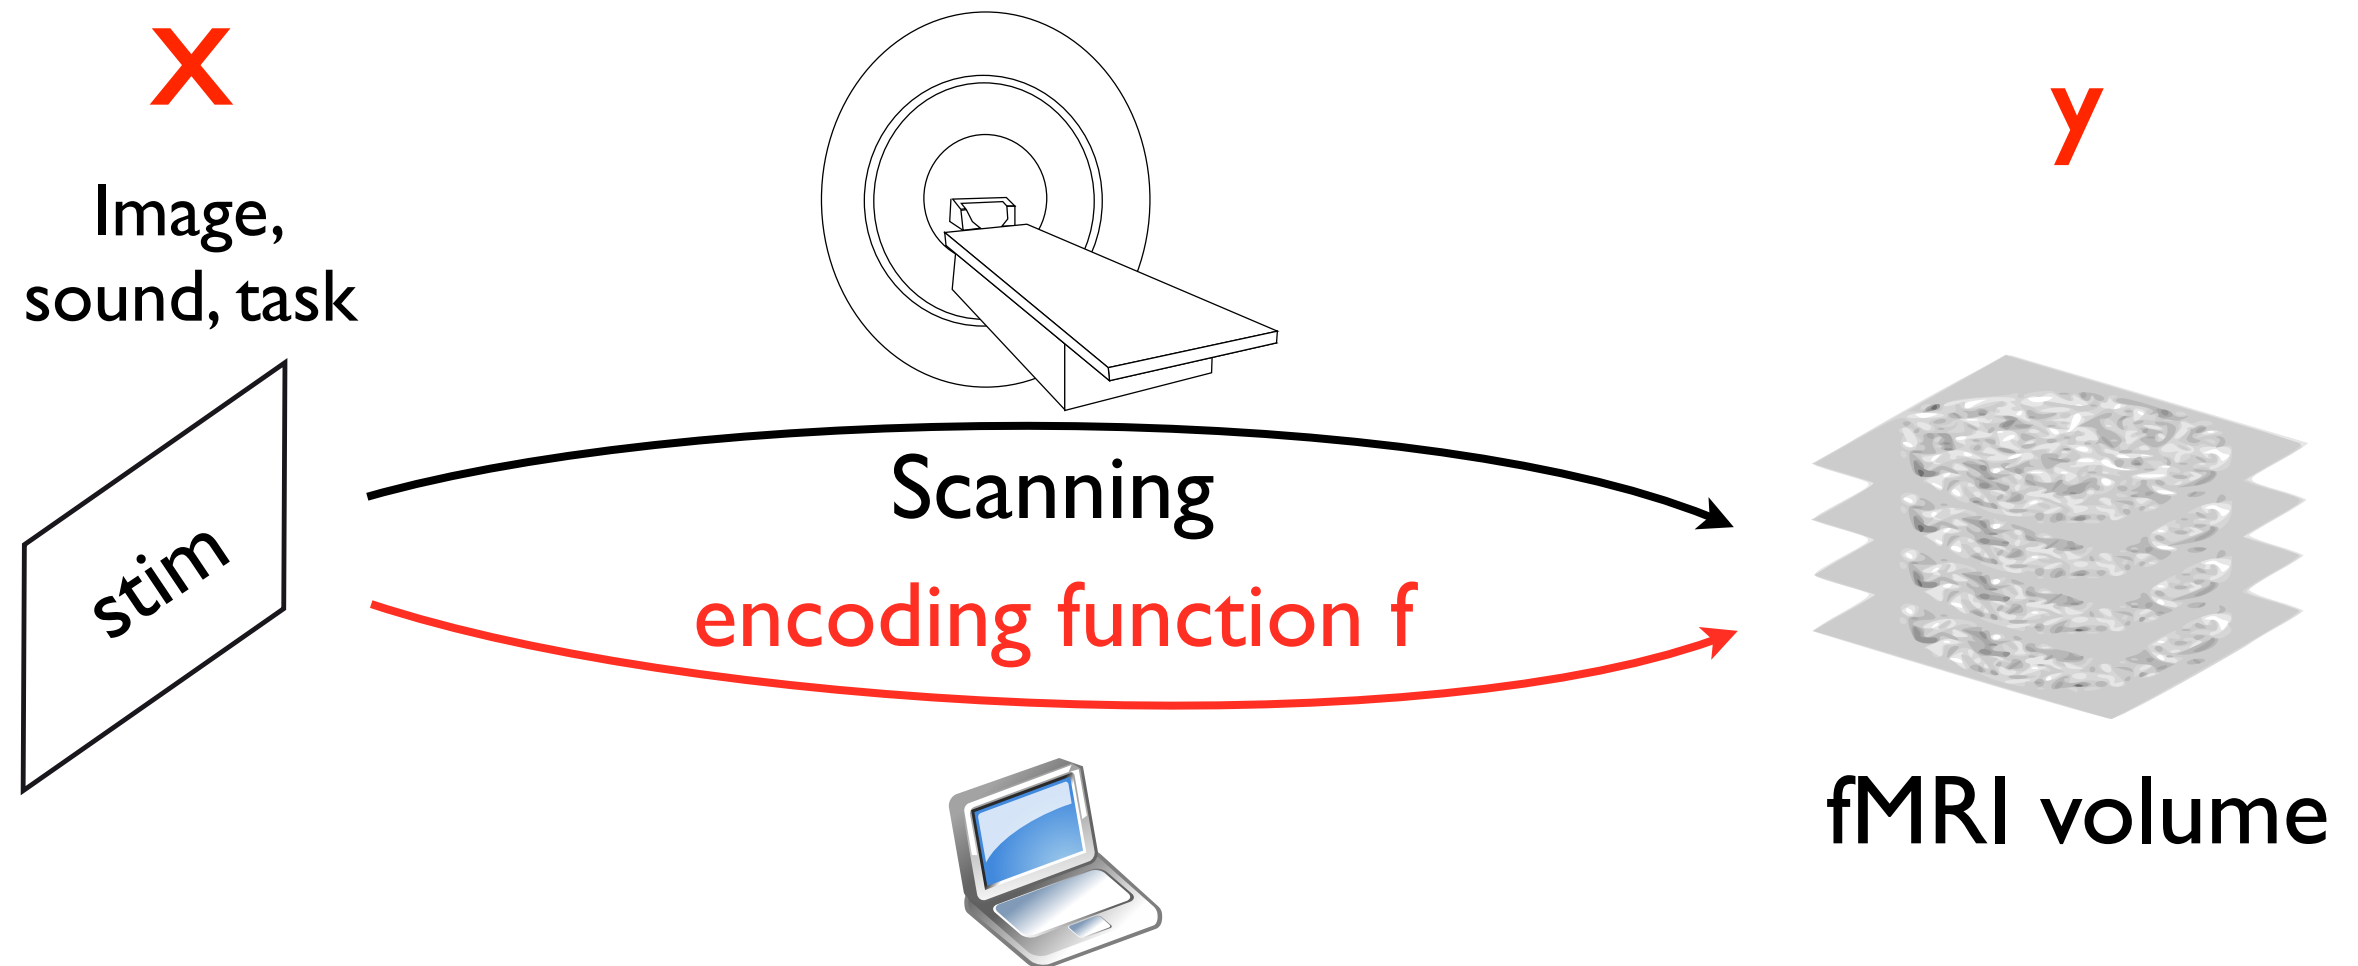 X
Image,
sound, task
stim
Scanning
encoding function f
y
fMRI volume